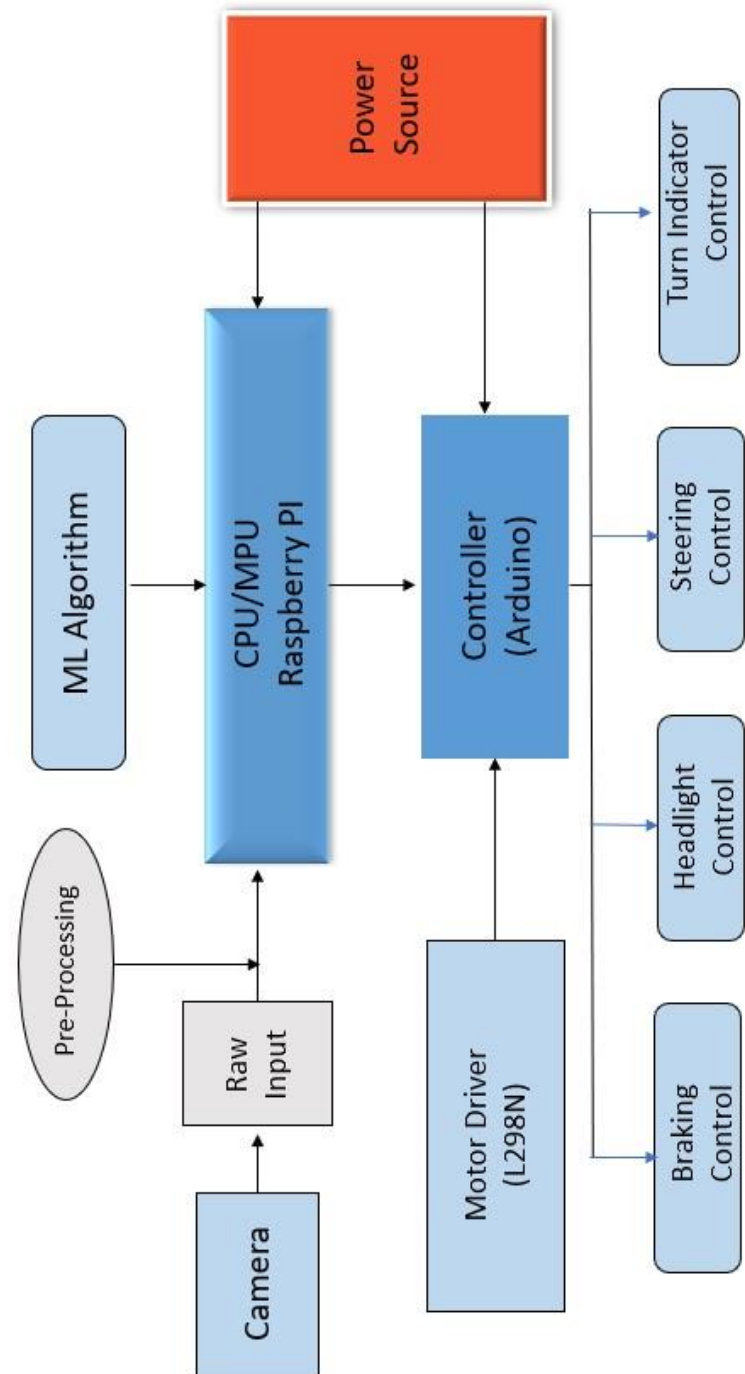 ML Algorithm
Pre-Processing
Camera
Raw
Input
CPU/MPU
Raspberry PI
Power
Source
Motor Driver
(L298N)
Controller
(Arduino)
Braking
Control
Headlight
Control
Steering
Control
Turn Indicator
Control